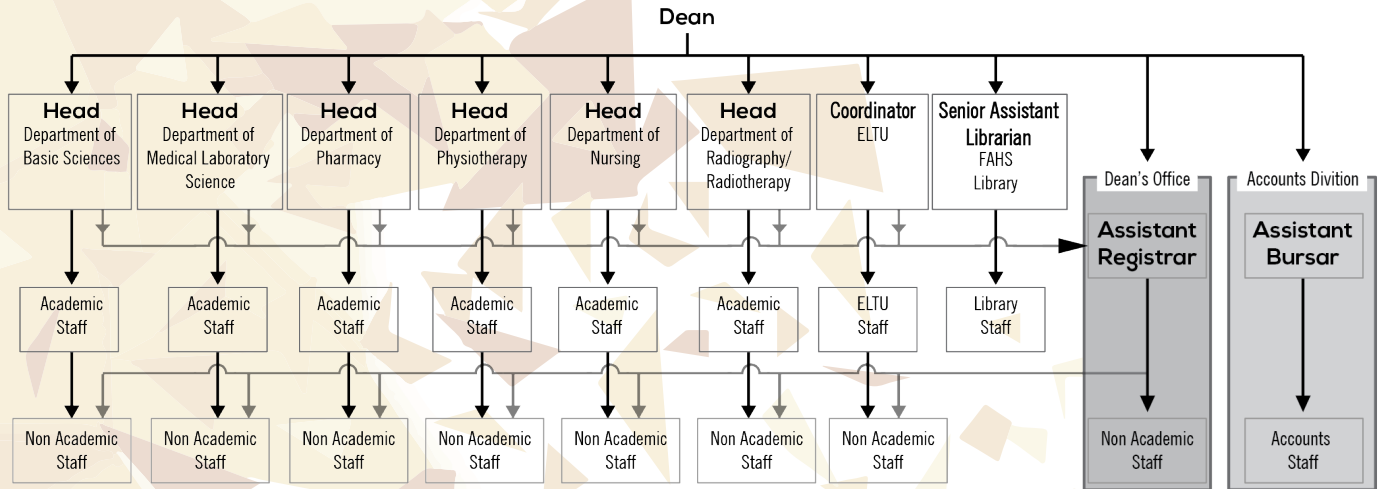 Dean
Head
Department of
Basic Sciences
Head
Department of
Medical Laboratory
Science
Head
Department of
Pharmacy
Head
Department of
Physiotherapy
Head
Department of
Nursing
Head
Department of
Radiography/
Radiotherapy
Coordinator
ELTU
Senior Assistant
Librarian
FAHS
Library
Dean's Office
Assistant
Registrar
Accounts Divition
Assistant
Bursar
Academic
Staff
Academic
Staff
Academic
Staff
Academic
Staff
Academic
Staff
Academic
Staff
ELTU
Staff
Library
Staff
Non Academic
Staff
Non Academic
Staff
Non Academic
Staff
Non Academic
Staff
Non Academic
Staff
Non Academic
Staff
Non Academic
Staff
Non Academic
Staff
Accounts
Staff